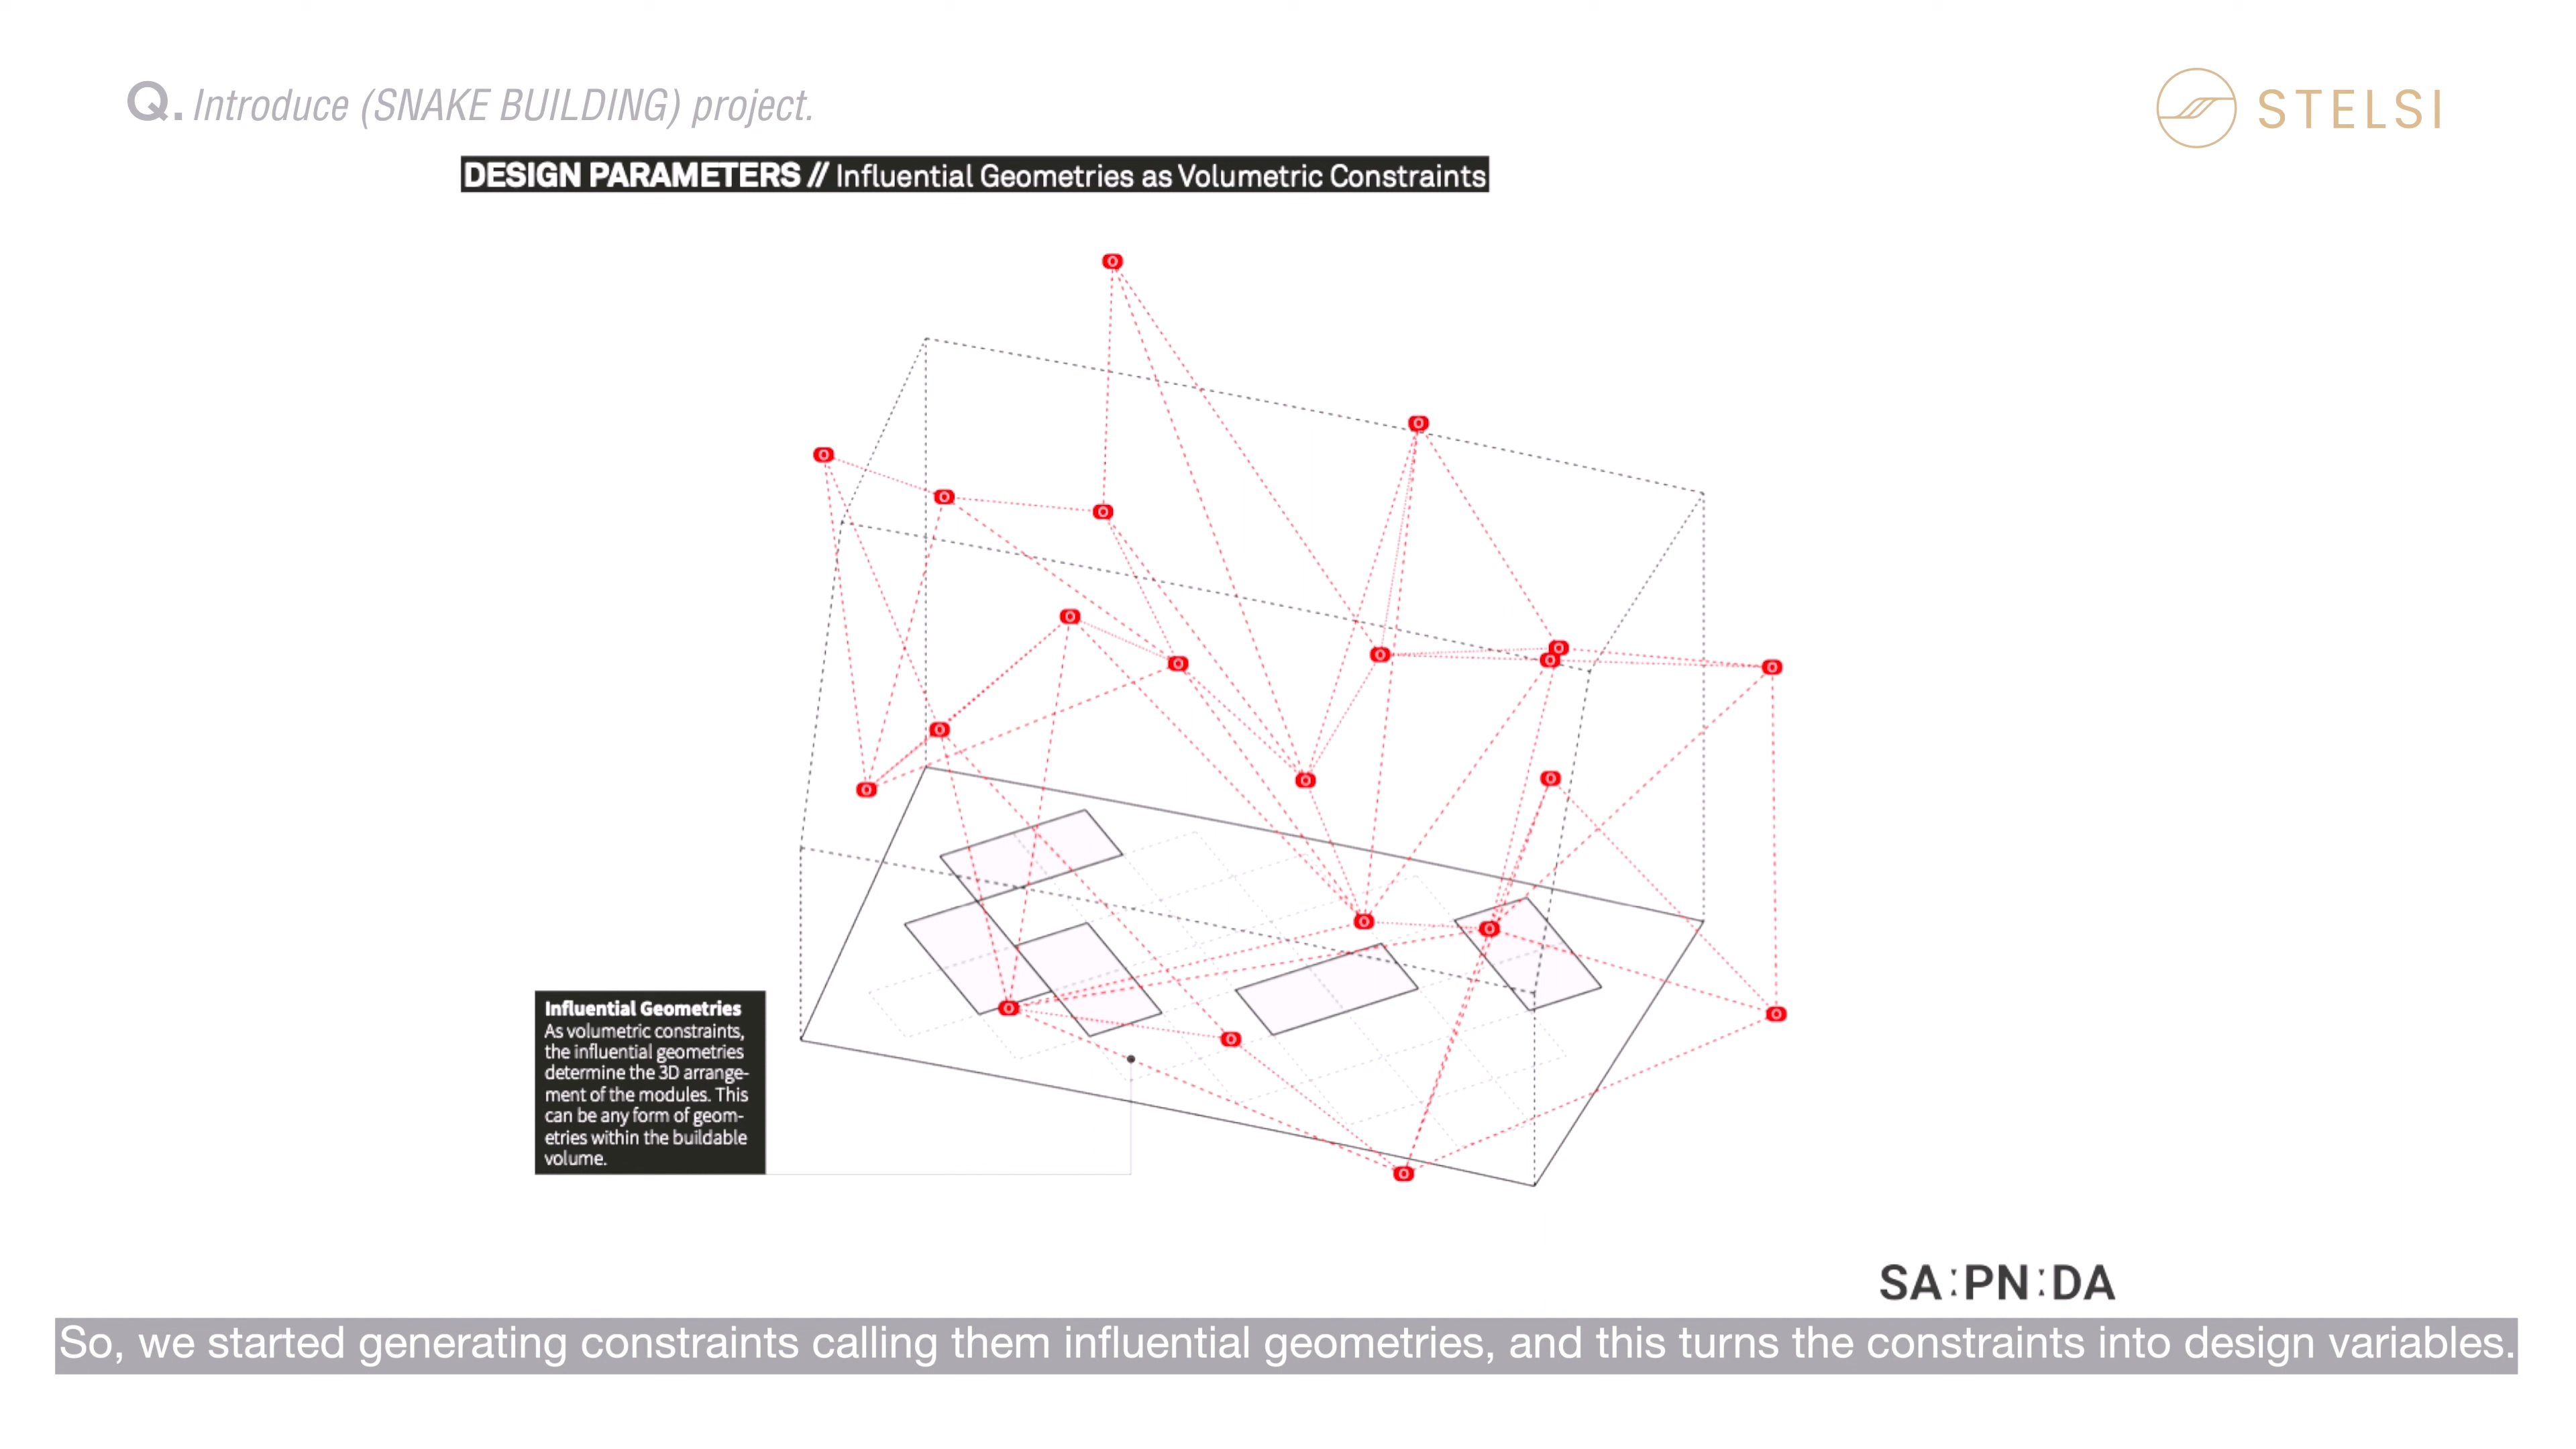 Q. Introduce (SNAKE BUILDING) project.
STELSI
DESIGN PARAMETERS // Influential Geometries as Volumetric Constraints
Influential Geometries
As volumetric constraints,
the influential geometries
determine the 3D arrange-
ment of the modules. This
can be any form of geom-
etries within the buildable
volume.
SA:PN:DA
So, we started generating constraints calling them influential geometries, and this turns the constraints into design variables.